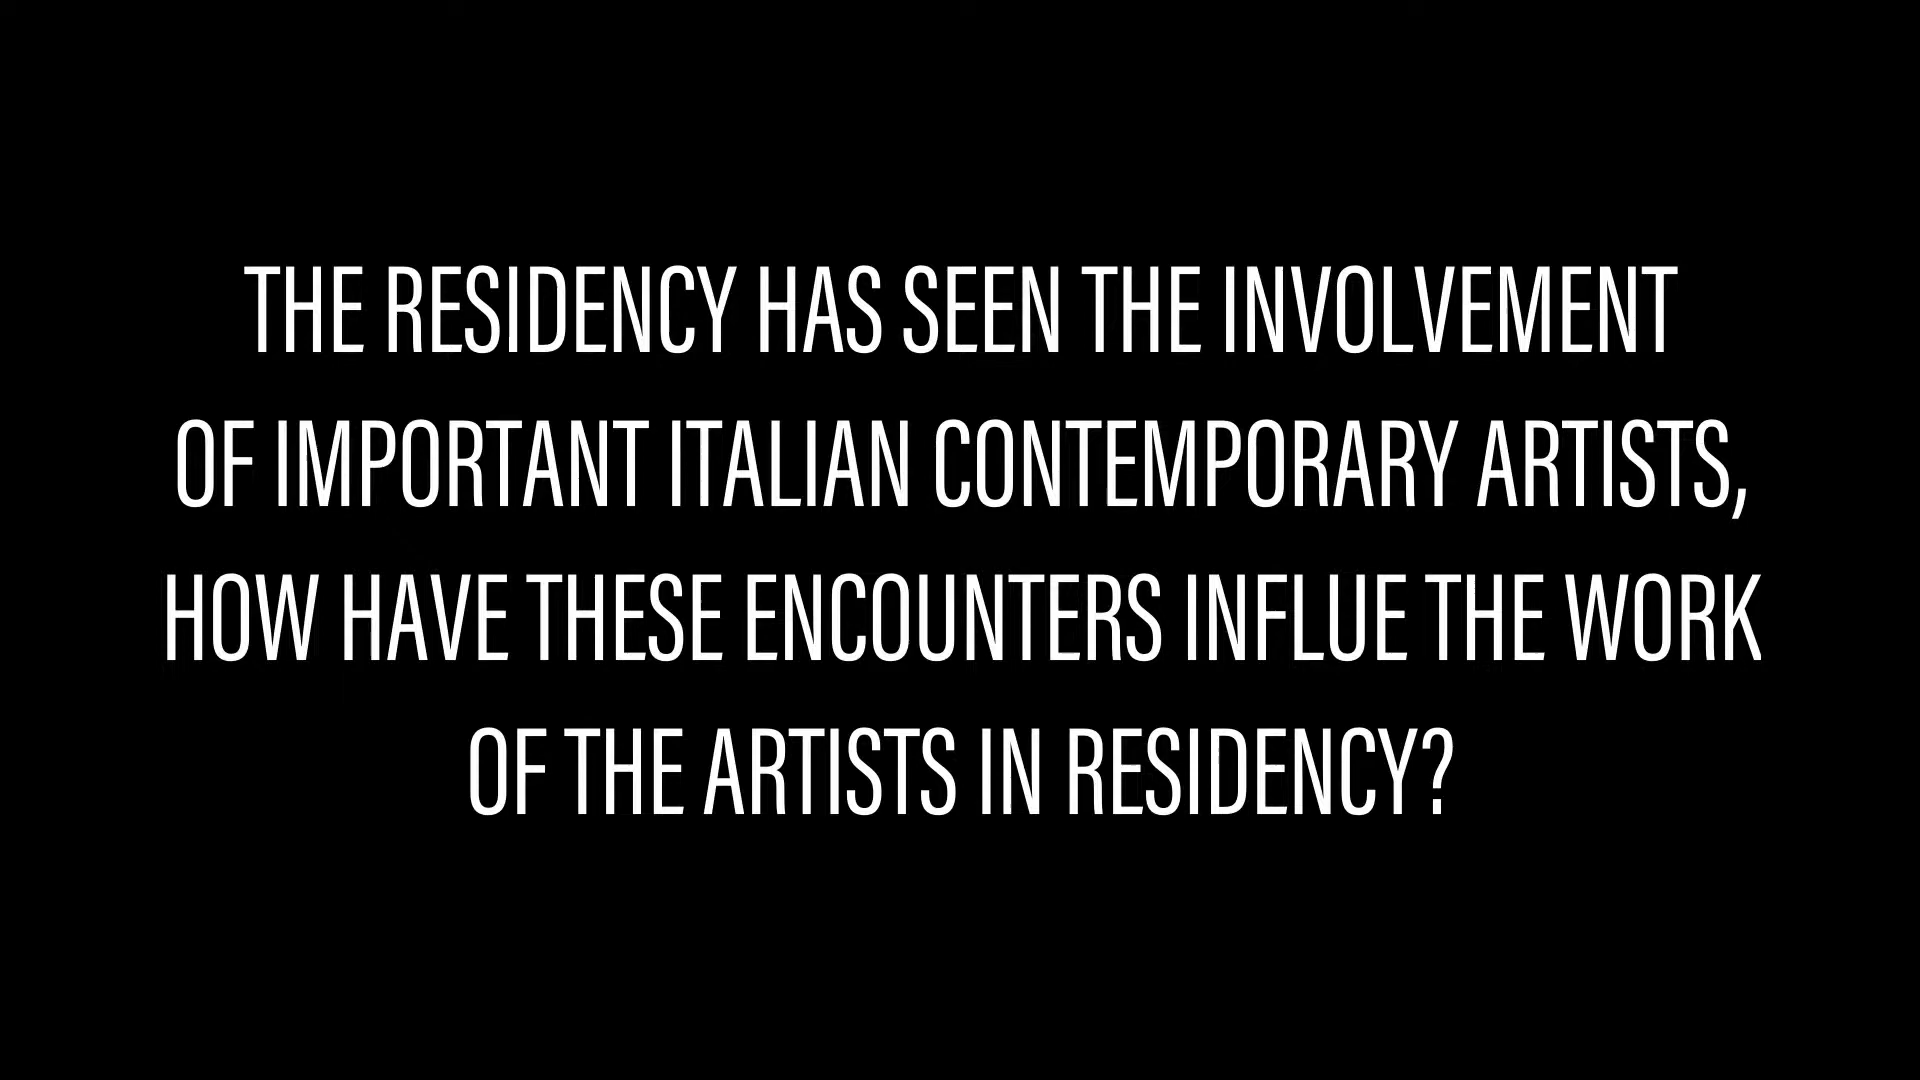 THE RESIDENCY HAS SEEN THE INVOLVEMENT
OF IMPORTANT ITALIAN CONTEMPORARY ARTISTS,
HOW HAVE THESE ENCOUNTERS INFLUE THE WORK
OF THE ARTISTS IN RESIDENCY?